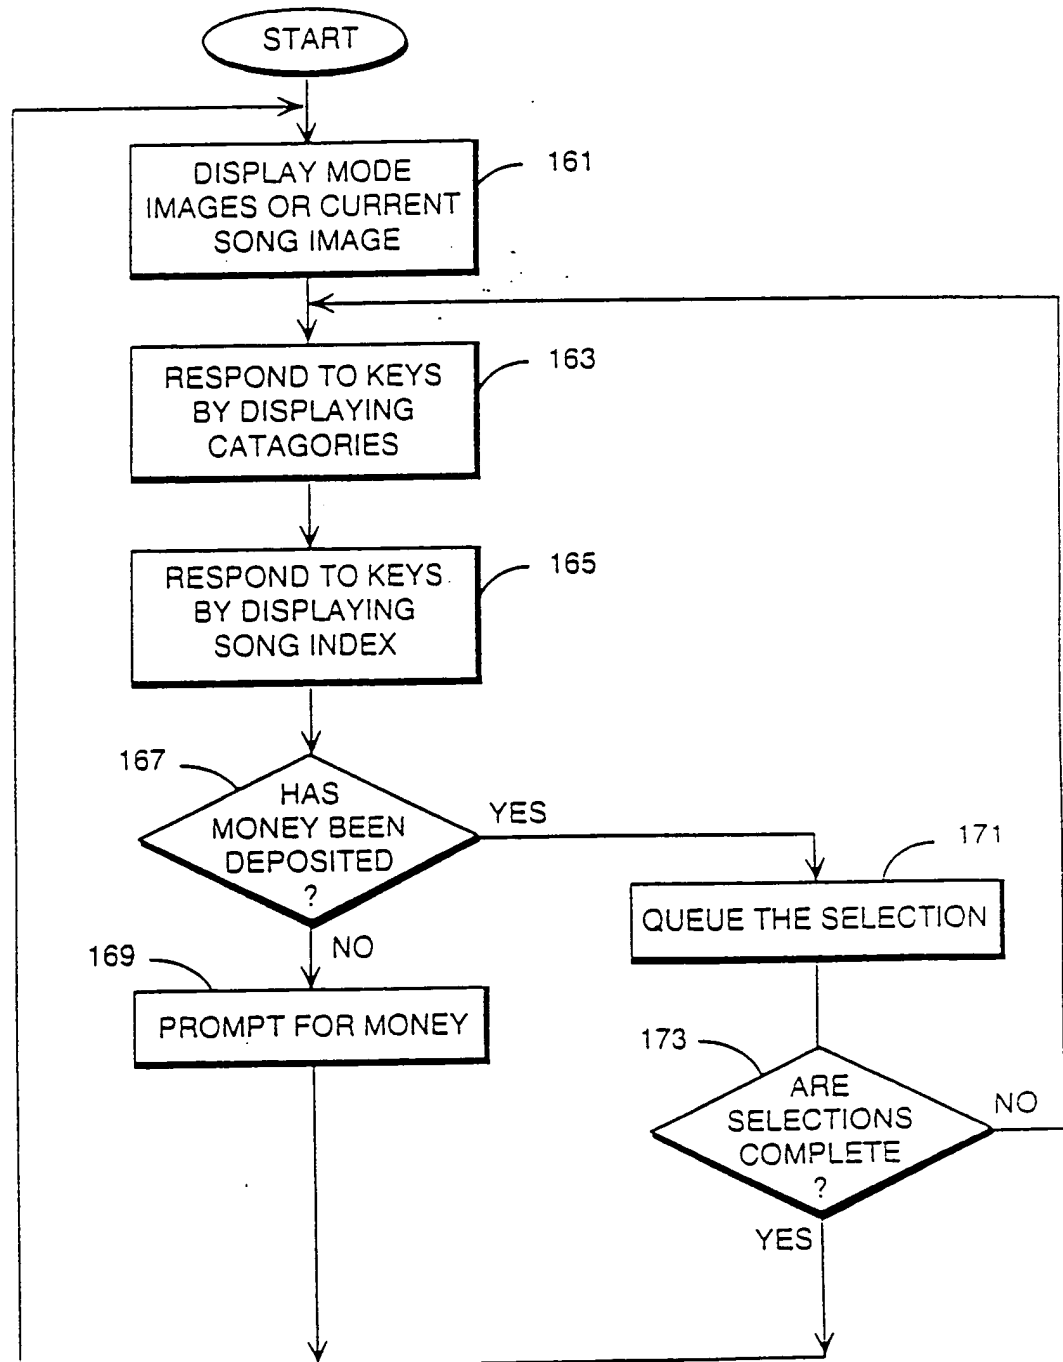 START
DISPLAY MODE
IMAGES OR CURRENT
SONG IMAGE
161
RESPOND TO KEYS
BY DISPLAYING
CATAGORIES
163
RESPOND TO KEYS
BY DISPLAYING
SONG INDEX
165
167
HAS
MONEY BEEN
DEPOSITED
?
YES
NO
171
QUEUE THE SELECTION
169
PROMPT FOR MONEY
173
ARE
SELECTIONS
COMPLETE
?
NO
YES